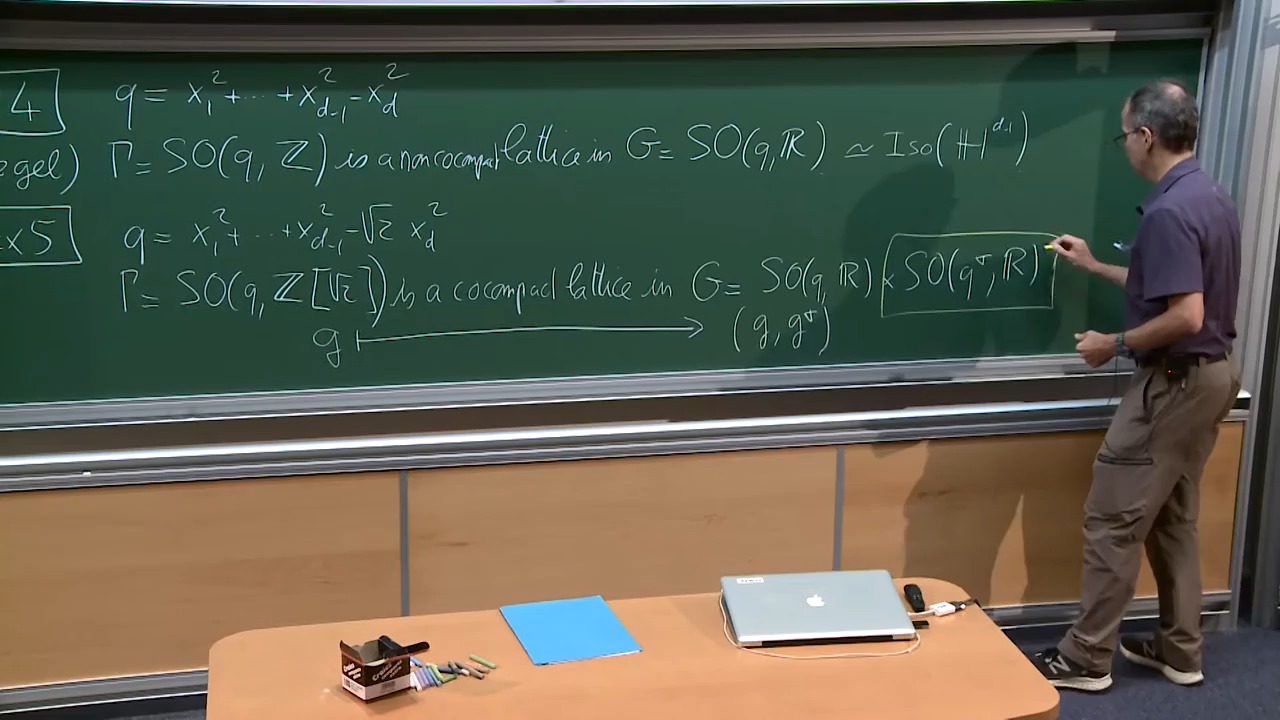 4] q = x₁² + ··· + x²_{d-1} - x_d²
egel) Γ = SO(q, ℤ) is a noncocompact lattice in G = SO(q, ℝ) ≃ Iso(ℍ^{d-1})
x5 q = x₁² + ··· + x²_{d-1} - √2 x_d²
Γ = SO(q, ℤ[√2]) is a cocompact lattice in G = SO(q, ℝ) × SO(q^σ, ℝ)
g ↦ (g, g^σ)